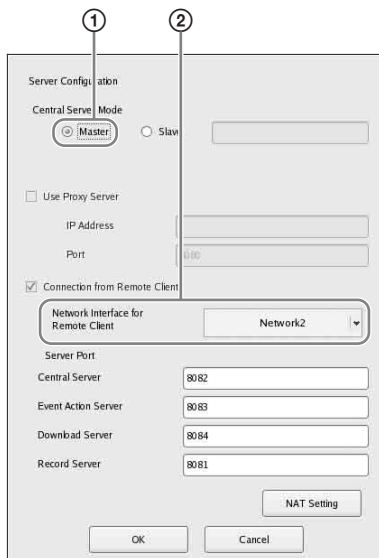 ① ②
Server Configuration
Central Server Mode
Master Slave
Use Proxy Server
IP Address
Port 8080
Connection from Remote Client
Network Interface for
Remote Client
Network2
Server Port
Central Server 8082
Event Action Server 8083
Download Server 8084
Record Server 8081
NAT Setting
OK Cancel